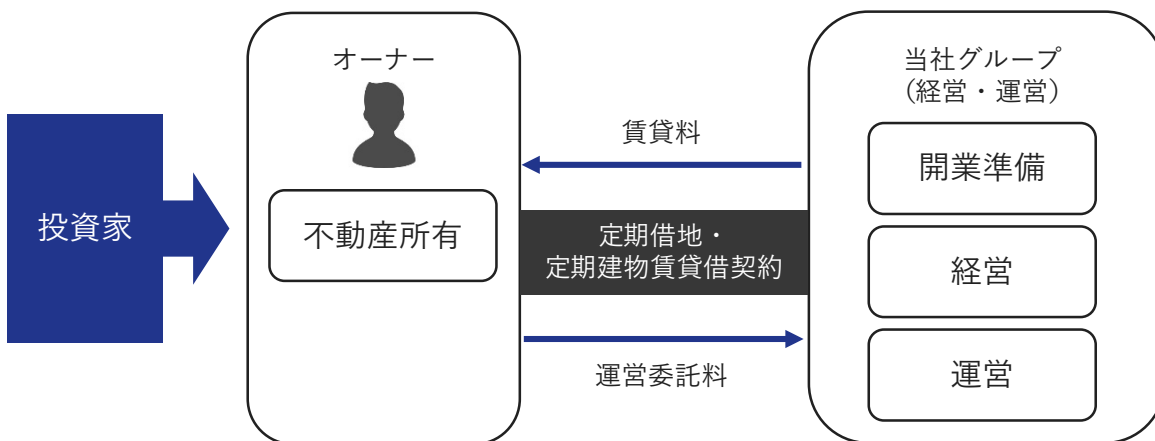 投資家
オーナー
不動産所有
賃貸料
定期借地・
定期建物賃貸借契約
運営委託料
当社グループ
(経営・運営)
開業準備
経営
運営